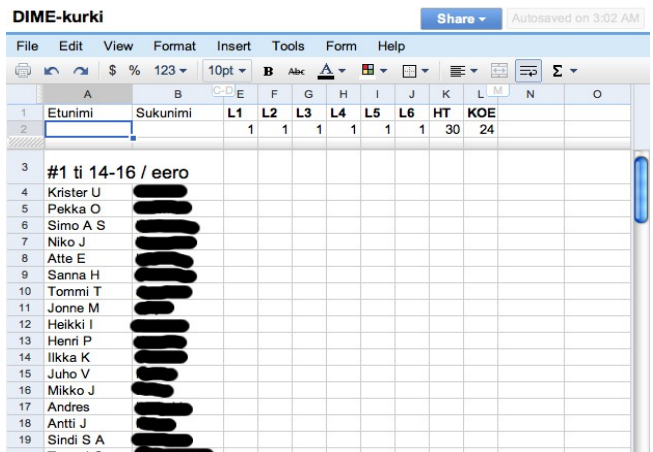 DIME-kurki
Share
Autosaved on 3:02 AM
File Edit View Format Insert Tools Form Help
$ % 123 10pt B Abc A Σ
A B C-D E F G H I J K L M N O
1 Etunimi Sukunimi L1 L2 L3 L4 L5 L6 HT KOE
2 1 1 1 1 1 1 30 24
3 #1 ti 14-16 / eero
4 Krister U
5 Pekka O
6 Simo A S
7 Niko J
8 Atte E
9 Sanna H
10 Tommi T
11 Jonne M
12 Heikki I
13 Henri P
14 Ilkka K
15 Juho V
16 Mikko J
17 Andres
18 Antti J
19 Sindi S A